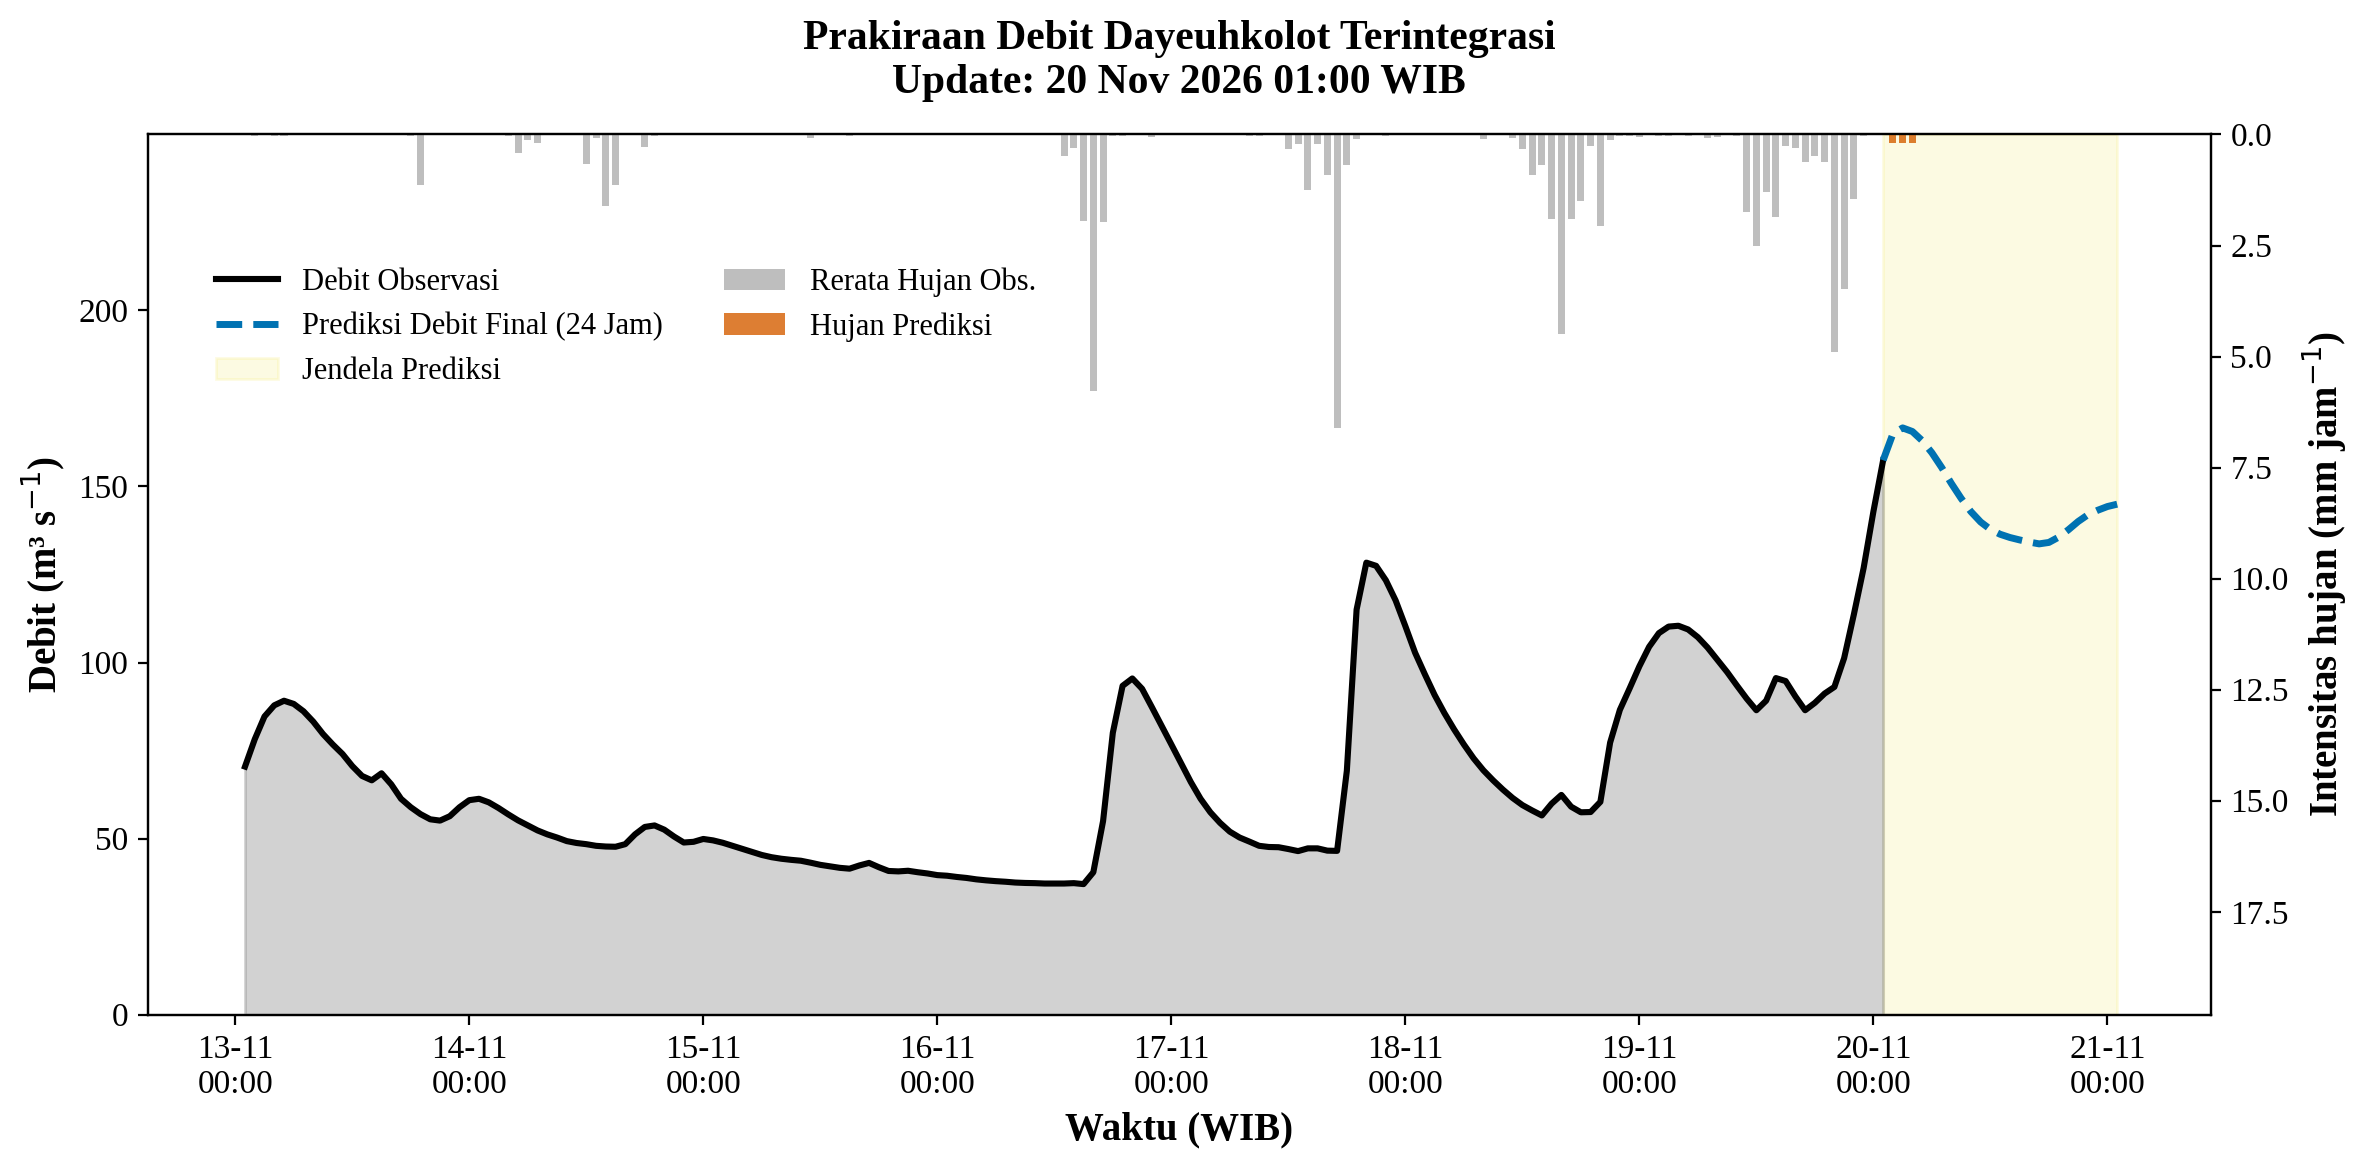 Prakiraan Debit Dayeuhkolot Terintegrasi
Update: 20 Nov 2026 01:00 WIB
Debit Observasi
Prediksi Debit Final (24 Jam)
Jendela Prediksi
Rerata Hujan Obs.
Hujan Prediksi
Debit (m³ s⁻¹)
200
150
100
50
0
0.0
2.5
5.0
7.5
10.0
12.5
15.0
17.5
Intensitas hujan (mm jam⁻¹)
13-11 00:00
14-11 00:00
15-11 00:00
16-11 00:00
17-11 00:00
18-11 00:00
19-11 00:00
20-11 00:00
21-11 00:00
Waktu (WIB)